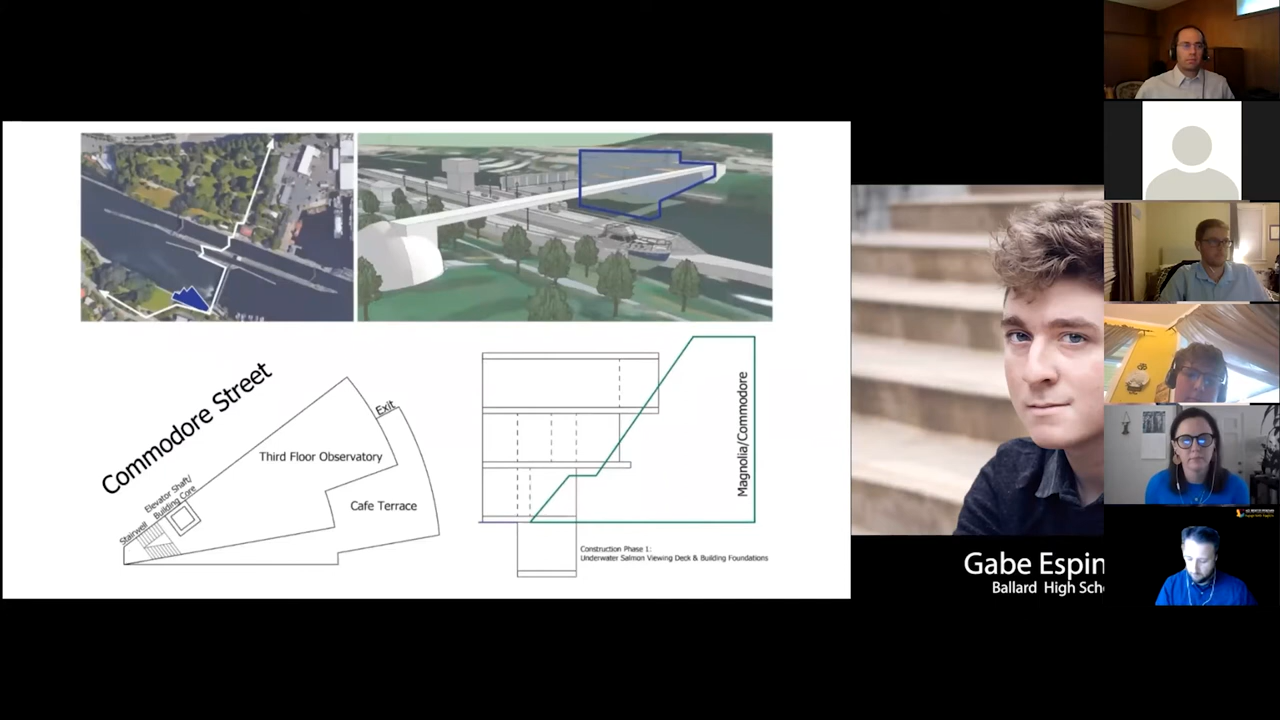 Commodore Street
Elevator Shaft/
Building Core
Stairwell
Third Floor Observatory
Exit
Cafe Terrace
Magnolia/Commodore
Construction Phase 1:
Underwater Salmon Viewing Deck & Building Foundations
Gabe Espin
Ballard High Sch